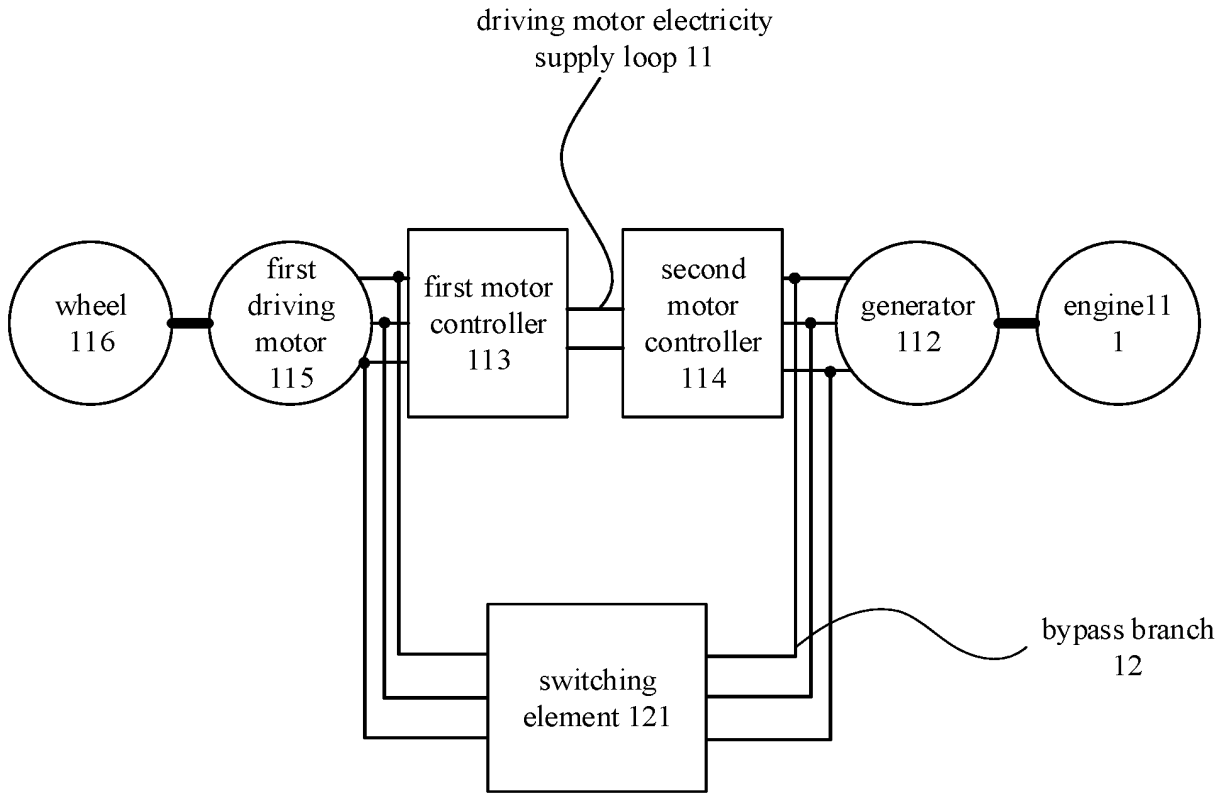 driving motor electricity
supply loop 11
wheel
116
first
driving
motor
115
first motor
controller
113
second
motor
controller
114
generator
112
engine11
1
switching
element 121
bypass branch
12